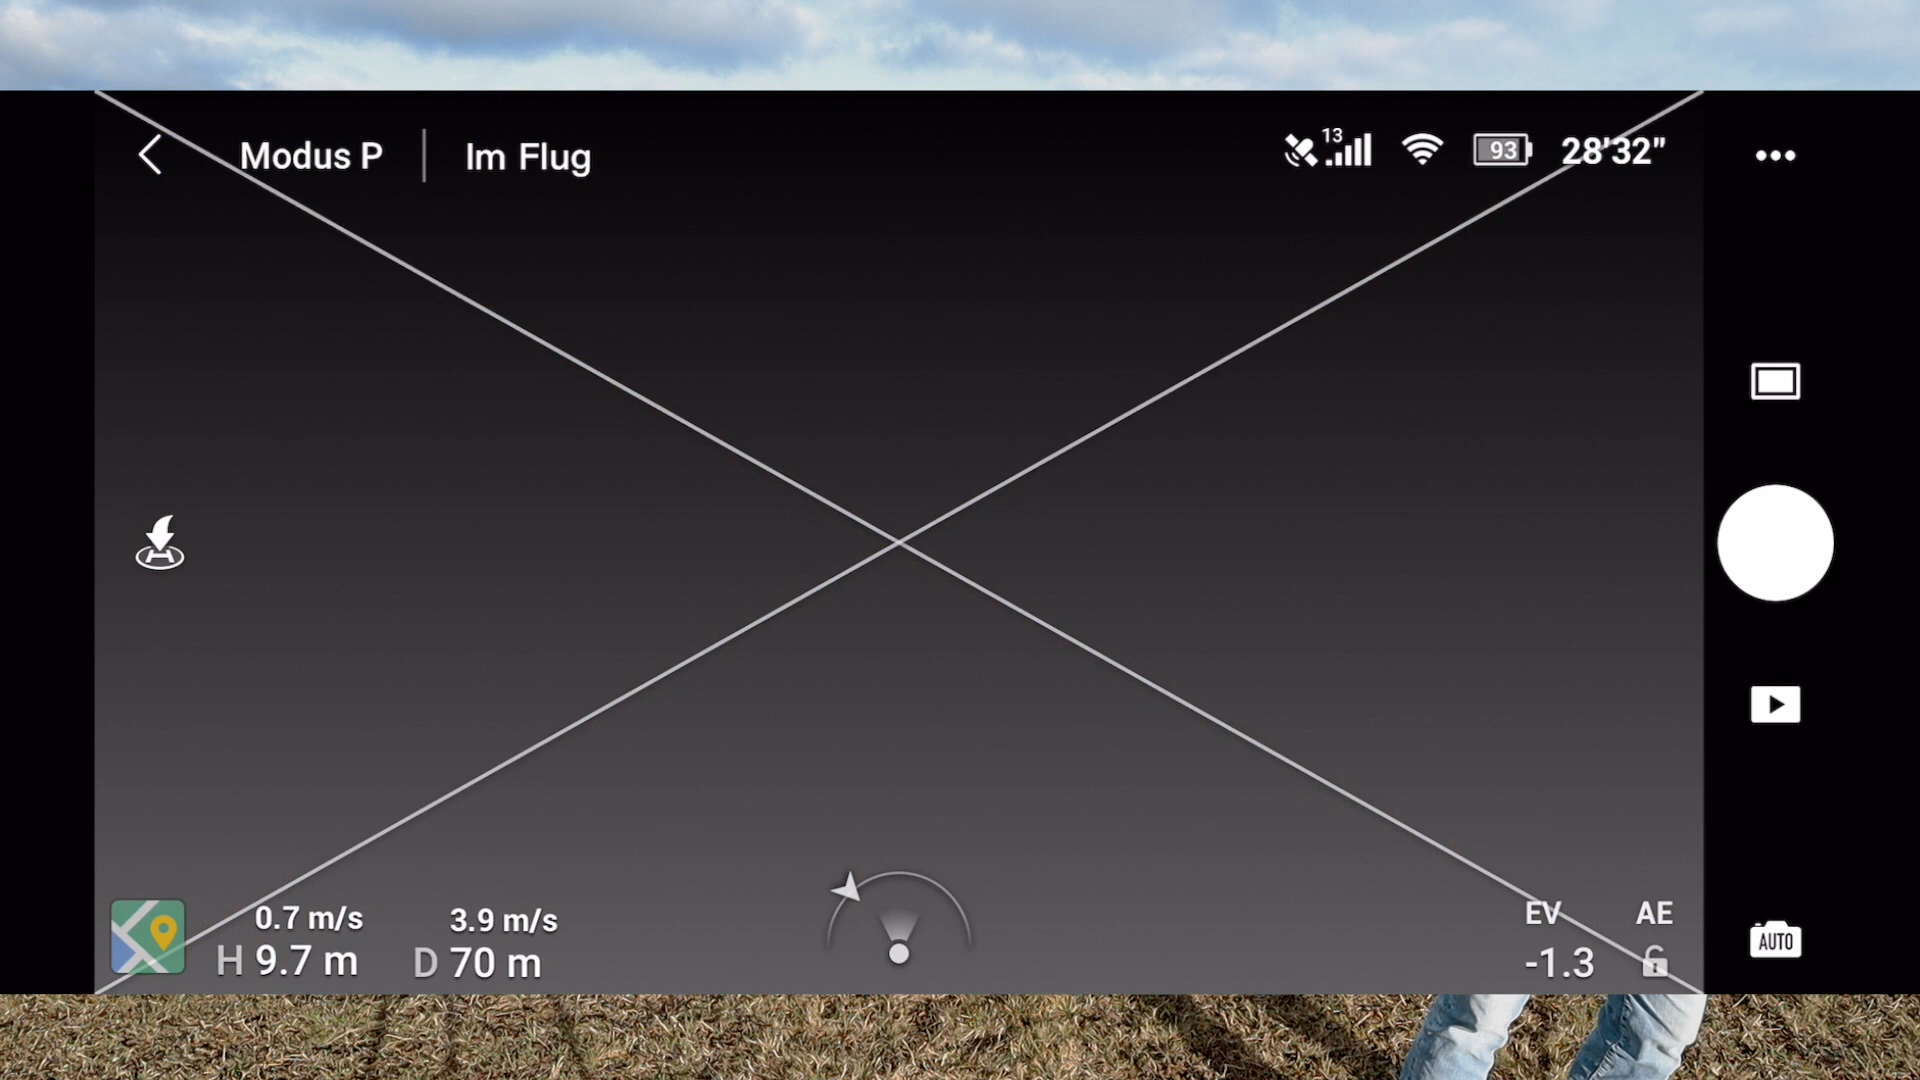 Modus P | Im Flug
13
93
28'32"
0.7 m/s
3.9 m/s
H 9.7 m
D 70 m
EV
AE
-1.3
AUTO